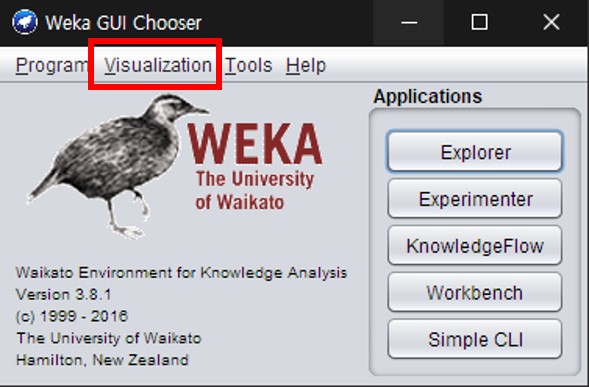 Weka GUI Chooser
Program Visualization Tools Help
WEKA
The University
of Waikato
Waikato Environment for Knowledge Analysis
Version 3.8.1
(c) 1999 - 2016
The University of Waikato
Hamilton, New Zealand
Applications
Explorer
Experimenter
KnowledgeFlow
Workbench
Simple CLI